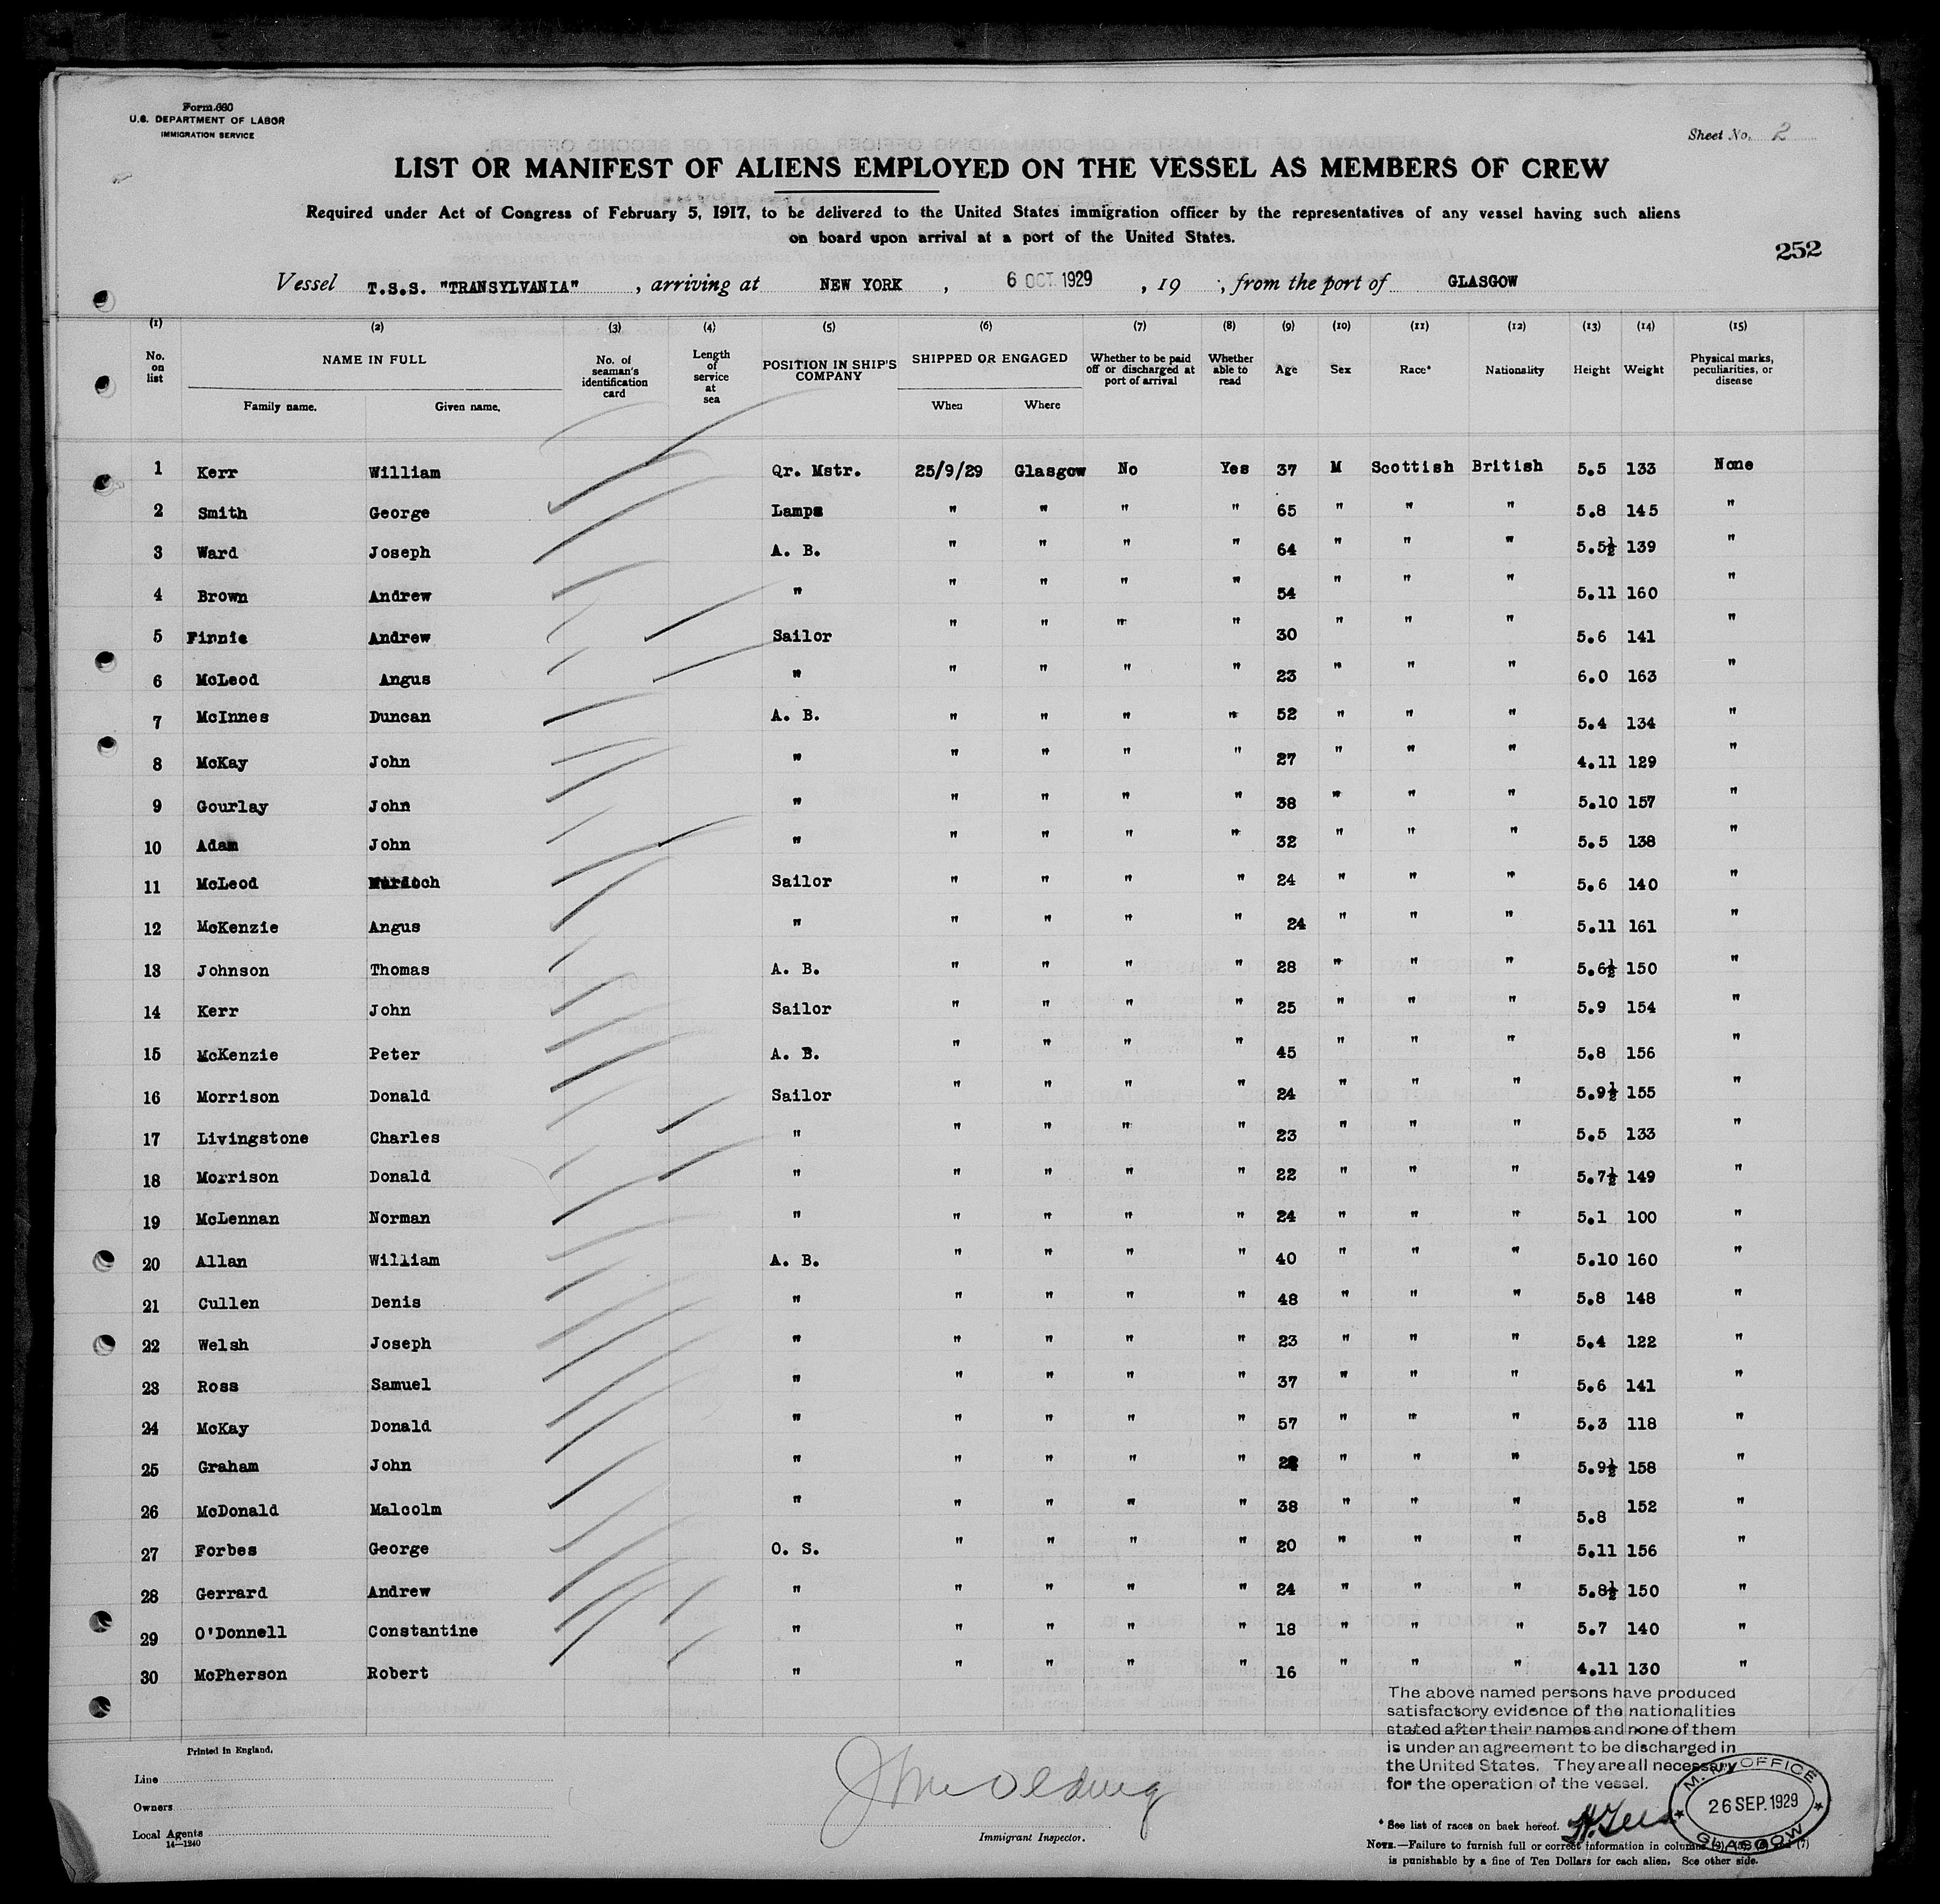 Form 660
U.S. DEPARTMENT OF LABOR
IMMIGRATION SERVICE
Sheet No. 2
LIST OR MANIFEST OF ALIENS EMPLOYED ON THE VESSEL AS MEMBERS OF CREW
Required under Act of Congress of February 5, 1917, to be delivered to the United States immigration officer by the representatives of any vessel having such aliens
on board upon arrival at a port of the United States.
252
Vessel T.S.S. "TRANSYLVANIA", arriving at NEW YORK, 6 OCT 1929, 19 , from the port of GLASGOW
(1) (2) (3) (4) (5) (6) (7) (8) (9) (10) (11) (12) (13) (14) (15)
No. on list NAME IN FULL Family name. Given name. No. of seaman's identification card Length of service at sea POSITION IN SHIP'S COMPANY SHIPPED OR ENGAGED When Where Whether to be paid off or discharged at port of arrival Whether able to read Age Sex Race* Nationality Height Weight Physical marks, peculiarities, or disease
1 Kerr William Qr. Mstr. 25/9/29 Glasgow No Yes 37 M Scottish British 5.5 133 None
2 Smith George Lamps " " " " 65 " " " 5.8 145 "
3 Ward Joseph A. B. " " " " 64 " " " 5.5½ 139 "
4 Brown Andrew " " " " " 54 " " " 5.11 160 "
5 Finnie Andrew Sailor " " " " 30 " " " 5.6 141 "
6 McLeod Angus " " " " " 23 " " " 6.0 163 "
7 McInnes Duncan A. B. " " " " 52 " " " 5.4 134 "
8 McKay John " " " " " 27 " " " 4.11 129 "
9 Gourlay John " " " " " 38 " " " 5.10 157 "
10 Adam John " " " " " 32 " " " 5.5 138 "
11 McLeod Murdoch Sailor " " " " 24 " " " 5.6 140 "
12 McKenzie Angus " " " " " 24 " " " 5.11 161 "
13 Johnson Thomas A. B. " " " " 28 " " " 5.6½ 150 "
14 Kerr John Sailor " " " " 25 " " " 5.9 154 "
15 McKenzie Peter A. B. " " " " 45 " " " 5.8 156 "
16 Morrison Donald Sailor " " " " 24 " " " 5.9½ 155 "
17 Livingstone Charles " " " " " 23 " " " 5.5 133 "
18 Morrison Donald " " " " " 22 " " " 5.7½ 149 "
19 McLennan Norman " " " " " 24 " " " 5.1 100 "
20 Allan William A. B. " " " " 40 " " " 5.10 160 "
21 Cullen Denis " " " " " 48 " " " 5.8 148 "
22 Welsh Joseph " " " " " 23 " " " 5.4 122 "
23 Ross Samuel " " " " " 37 " " " 5.6 141 "
24 McKay Donald " " " " " 57 " " " 5.3 118 "
25 Graham John " " " " " " " " 5.9½ 158 "
26 McDonald Malcolm " " " " " 38 " " " 5.8 152 "
27 Forbes George O. S. " " " " 20 " " " 5.11 156 "
28 Gerrard Andrew " " " " " 24 " " " 5.8½ 150 "
29 O'Donnell Constantine " " " " " 18 " " " 5.7 140 "
30 McPherson Robert " " " " " 16 " " " 4.11 130 "
The above named persons have produced
satisfactory evidence of the nationalities
stated after their names and none of them
is under an agreement to be discharged in
the United States. They are all necessary
for the operation of the vessel.
M. M. OFFICE
26 SEP. 1929
GLASGOW
Printed in England.
Line
Owners
Local Agents
14—1240
Immigrant Inspector.
* See list of races on back hereof.
NOTE.—Failure to furnish full or correct information in columns (7)
is punishable by a fine of Ten Dollars for each alien. See other side.